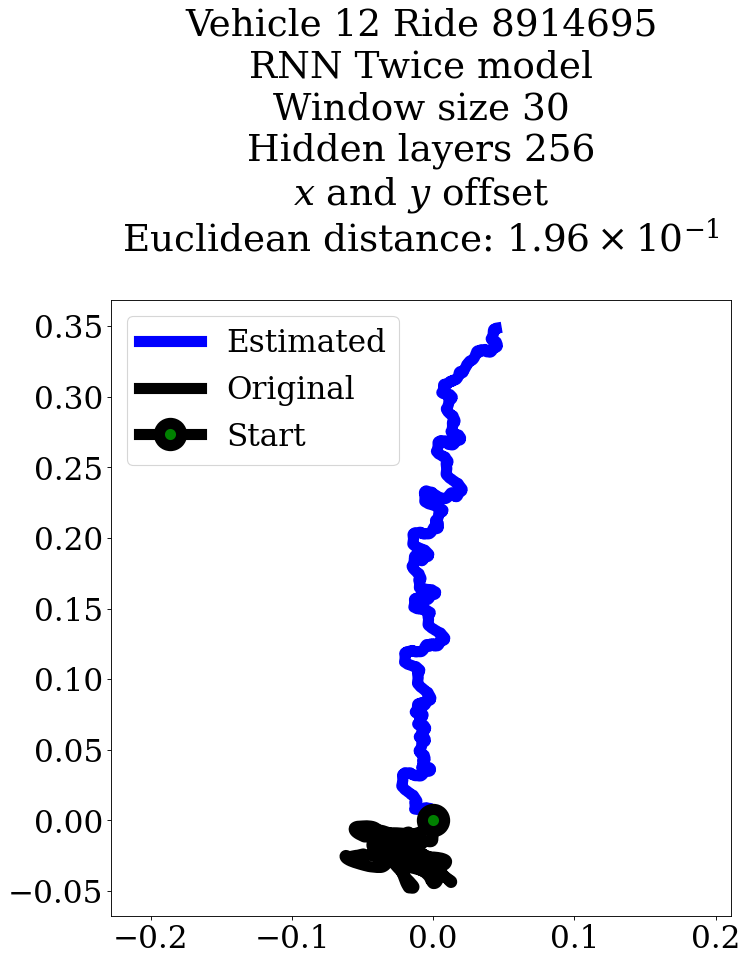 Vehicle 12 Ride 8914695
RNN Twice model
Window size 30
Hidden layers 256
x and y offset
Euclidean distance: 1.96 × 10⁻¹
Estimated
Original
Start
0.35
0.30
0.25
0.20
0.15
0.10
0.05
0.00
−0.05
−0.2 −0.1 0.0 0.1 0.2